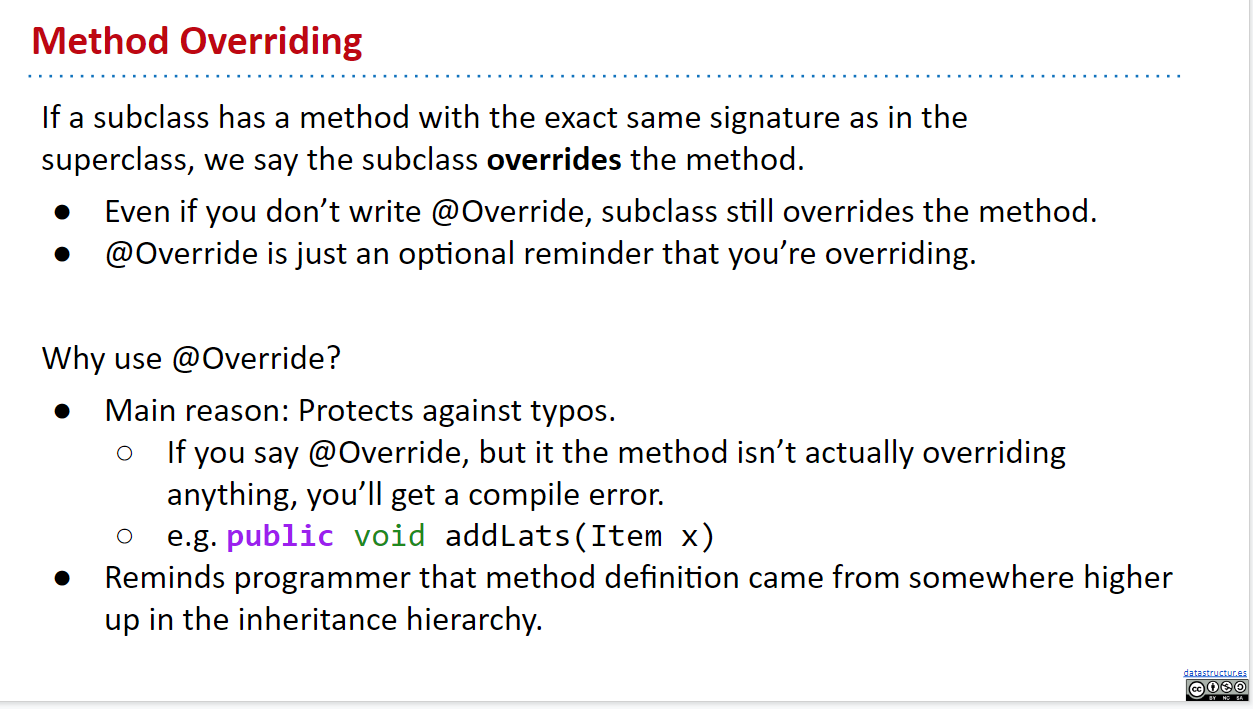 Method Overriding
If a subclass has a method with the exact same signature as in the
superclass, we say the subclass overrides the method.
● Even if you don’t write @Override, subclass still overrides the method.
● @Override is just an optional reminder that you’re overriding.
Why use @Override?
● Main reason: Protects against typos.
○ If you say @Override, but it the method isn’t actually overriding
anything, you’ll get a compile error.
○ e.g. public void addLats(Item x)
● Reminds programmer that method definition came from somewhere higher
up in the inheritance hierarchy.
datastructur.es
cc
BY NC SA